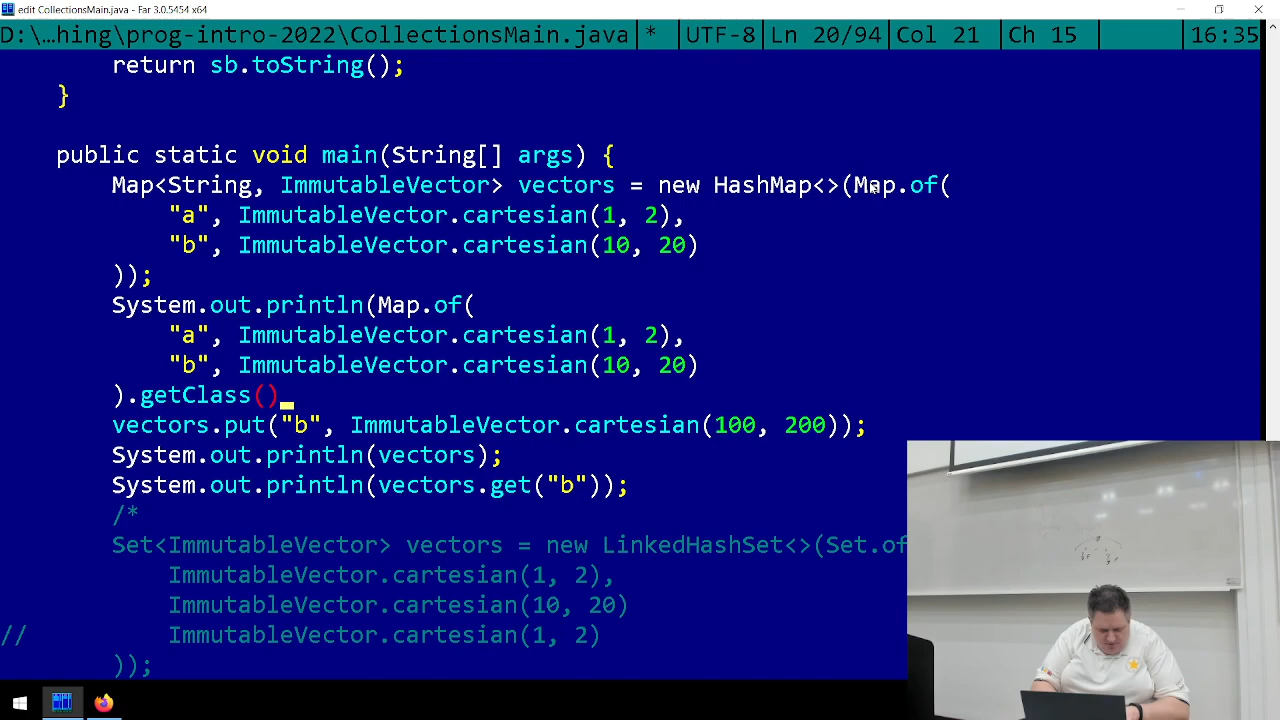 edit CollectionsMain.java - Far 3.0.5454 x64
D:\…hing\prog-intro-2022\CollectionsMain.java * UTF-8 Ln 20/94 Col 21 Ch 15 16:35
return sb.toString();
}
public static void main(String[] args) {
Map<String, ImmutableVector> vectors = new HashMap<>(Map.of(
"a", ImmutableVector.cartesian(1, 2),
"b", ImmutableVector.cartesian(10, 20)
));
System.out.println(Map.of(
"a", ImmutableVector.cartesian(1, 2),
"b", ImmutableVector.cartesian(10, 20)
).getClass()
vectors.put("b", ImmutableVector.cartesian(100, 200));
System.out.println(vectors);
System.out.println(vectors.get("b"));
/*
Set<ImmutableVector> vectors = new LinkedHashSet<>(Set.of
ImmutableVector.cartesian(1, 2),
ImmutableVector.cartesian(10, 20)
// ImmutableVector.cartesian(1, 2)
));